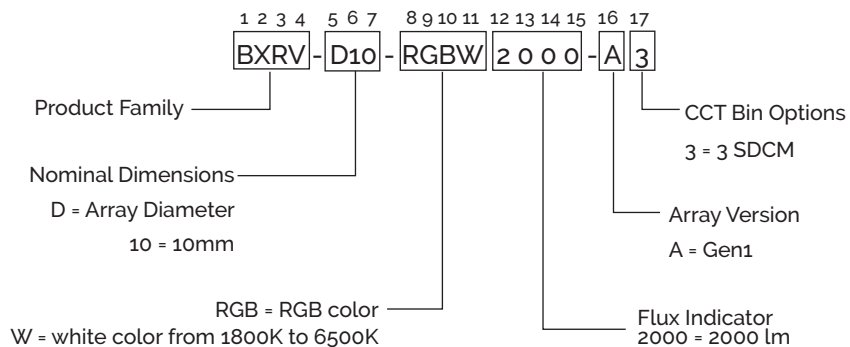 1 2 3 4 5 6 7 8 9 10 11 12 13 14 15 16 17
BXRV-D10-RGBW 2 0 0 0 - A 3
Product Family
CCT Bin Options
3 = 3 SDCM
Nominal Dimensions
D = Array Diameter
10 = 10mm
Array Version
A = Gen1
RGB = RGB color
W = white color from 1800K to 6500K
Flux Indicator
2000 = 2000 lm